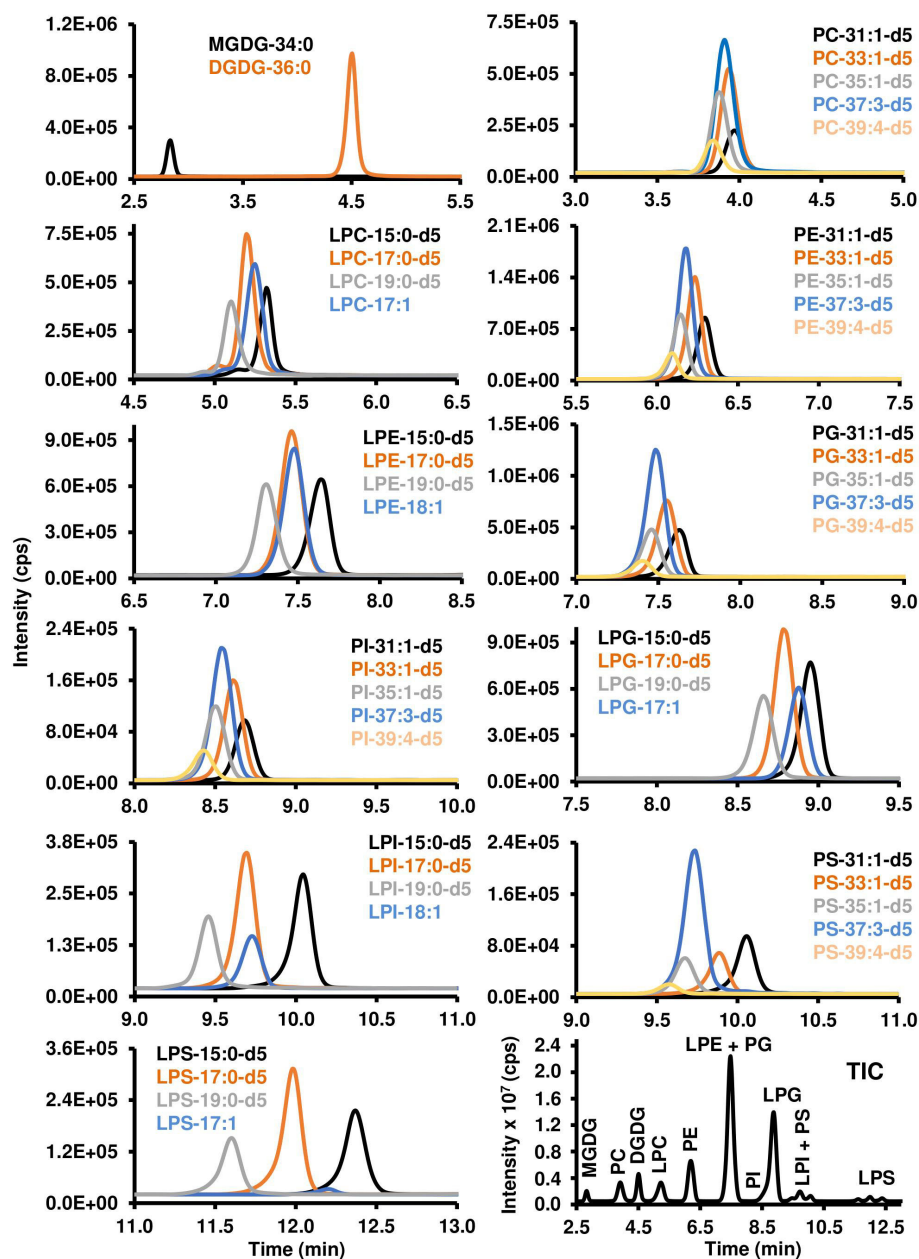 1.2E+06
9.0E+05
6.0E+05
3.0E+05
0.0E+00
MGDG-34:0
DGDG-36:0
2.5 3.5 4.5 5.5
7.5E+05
5.0E+05
2.5E+05
0.0E+00
PC-31:1-d5
PC-33:1-d5
PC-35:1-d5
PC-37:3-d5
PC-39:4-d5
3.0 3.5 4.0 4.5 5.0
7.5E+05
5.0E+05
2.5E+05
0.0E+00
LPC-15:0-d5
LPC-17:0-d5
LPC-19:0-d5
LPC-17:1
4.5 5.0 5.5 6.0 6.5
2.1E+06
1.4E+06
7.0E+05
0.0E+00
PE-31:1-d5
PE-33:1-d5
PE-35:1-d5
PE-37:3-d5
PE-39:4-d5
5.5 6.0 6.5 7.0 7.5
Intensity (cps)
9.0E+05
6.0E+05
3.0E+05
0.0E+00
LPE-15:0-d5
LPE-17:0-d5
LPE-19:0-d5
LPE-18:1
6.5 7.0 7.5 8.0 8.5
1.5E+06
1.0E+06
5.0E+05
0.0E+00
PG-31:1-d5
PG-33:1-d5
PG-35:1-d5
PG-37:3-d5
PG-39:4-d5
7.0 7.5 8.0 8.5 9.0
2.4E+05
1.6E+05
8.0E+04
0.0E+00
PI-31:1-d5
PI-33:1-d5
PI-35:1-d5
PI-37:3-d5
PI-39:4-d5
8.0 8.5 9.0 9.5 10.0
9.0E+05
6.0E+05
3.0E+05
0.0E+00
LPG-15:0-d5
LPG-17:0-d5
LPG-19:0-d5
LPG-17:1
7.5 8.0 8.5 9.0 9.5
3.8E+05
2.5E+05
1.3E+05
0.0E+00
LPI-15:0-d5
LPI-17:0-d5
LPI-19:0-d5
LPI-18:1
9.0 9.5 10.0 10.5 11.0
2.4E+05
1.6E+05
8.0E+04
0.0E+00
PS-31:1-d5
PS-33:1-d5
PS-35:1-d5
PS-37:3-d5
PS-39:4-d5
9.0 9.5 10.0 10.5 11.0
3.6E+05
2.4E+05
1.2E+05
0.0E+00
LPS-15:0-d5
LPS-17:0-d5
LPS-19:0-d5
LPS-17:1
11.0 11.5 12.0 12.5 13.0
Time (min)
Intensity x 10⁷ (cps)
2.4
2.0
1.6
1.2
0.8
0.4
0.0
LPE + PG
TIC
MGDG
PC
DGDG
LPC
PE
PI
LPG
LPI + PS
LPS
2.5 4.5 6.5 8.5 10.5 12.5
Time (min)